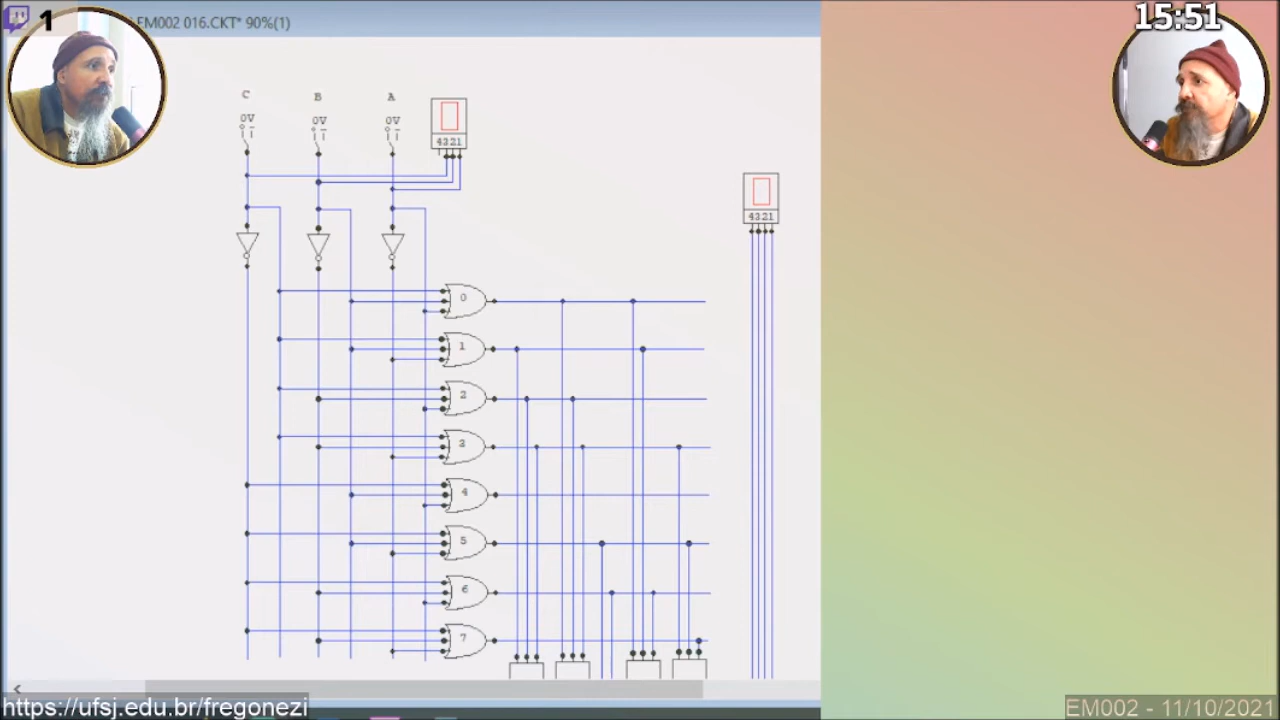 1
EM002 016.CKT* 90%(1)
15:51
C B A
0V 0V 0V
4321
4321
0
1
2
3
4
5
6
7
https://ufsj.edu.br/fregonezi
EM002 - 11/10/2021